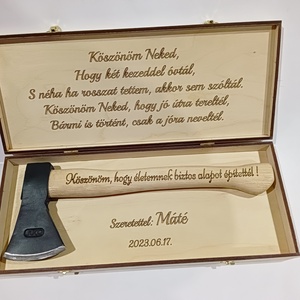 Köszönöm Neked,
Hogy két kezeddel óvtál,
S néha ha rosszat tettem, akkor sem szóltál.
Köszönöm Neked, hogy jó útra tereltél,
Bármi is történt, csak a jóra neveltél.
Köszönöm, hogy életemnek biztos alapot építettél !
Szeretettel: Máté
2023.06.17.